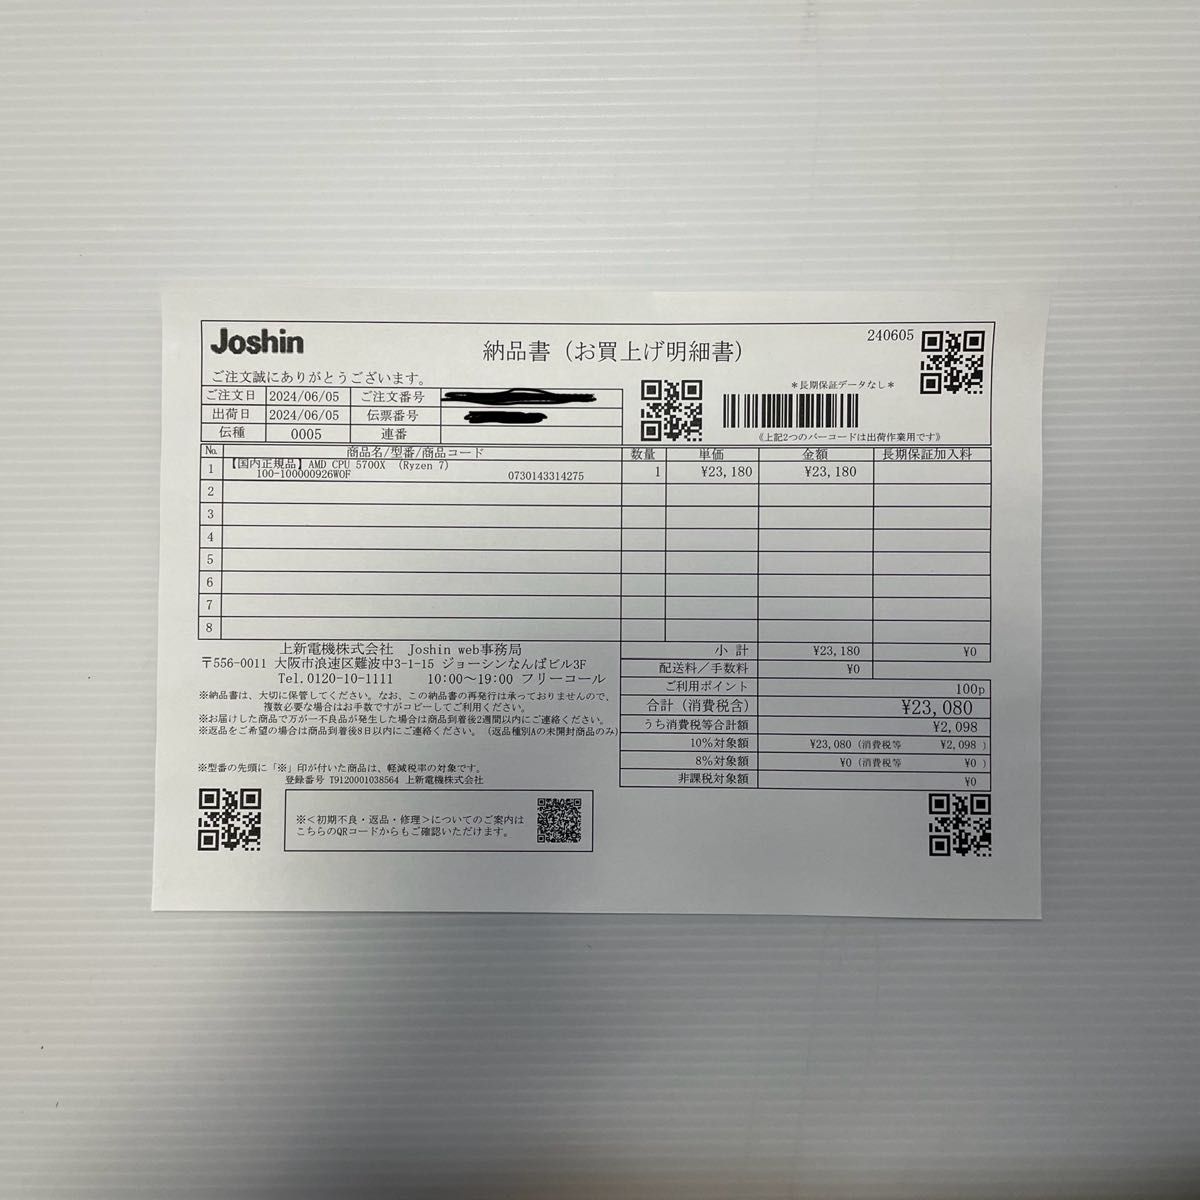 Joshin
納品書（お買上げ明細書）
240605
ご注文誠にありがとうございます。
＊長期保証データなし＊
ご注文日 2024/06/05 ご注文番号
出荷日 2024/06/05 伝票番号
伝種 0005 連番
《上記2つのバーコードは出荷作業用です》
No. 商品名/型番/商品コード 数量 単価 金額 長期保証加入料
1 【国内正規品】AMD CPU 5700X （Ryzen 7) 1 ¥23,180 ¥23,180
100-100000926WOF 0730143314275
2
3
4
5
6
7
8
小 計 ¥23,180 ¥0
配送料／手数料 ¥0
ご利用ポイント 100p
合計（消費税含） ¥23,080
うち消費税等合計額 ¥2,098
10%対象額 ¥23,080（消費税等 ¥2,098 ）
8%対象額 ¥0（消費税等 ¥0 ）
非課税対象額 ¥0
上新電機株式会社 Joshin web事務局
〒556-0011 大阪市浪速区難波中3-1-15 ジョーシンなんばビル3F
Tel.0120-10-1111 10:00〜19:00 フリーコール
※納品書は、大切に保管してください。なお、この納品書の再発行は承っておりませんので、
複数必要な場合はお手数ですがコピーしてご利用ください。
※お届けした商品で万が一不良品が発生した場合は商品到着後2週間以内にご連絡ください。
※返品をご希望の場合は商品到着後8日以内にご連絡ください。（返品種別Aの未開封商品のみ)
※型番の先頭に「※」印が付いた商品は、軽減税率の対象です。
登録番号 T9120001038564 上新電機株式会社
※＜初期不良・返品・修理＞についてのご案内は
こちらのQRコードからもご確認いただけます。